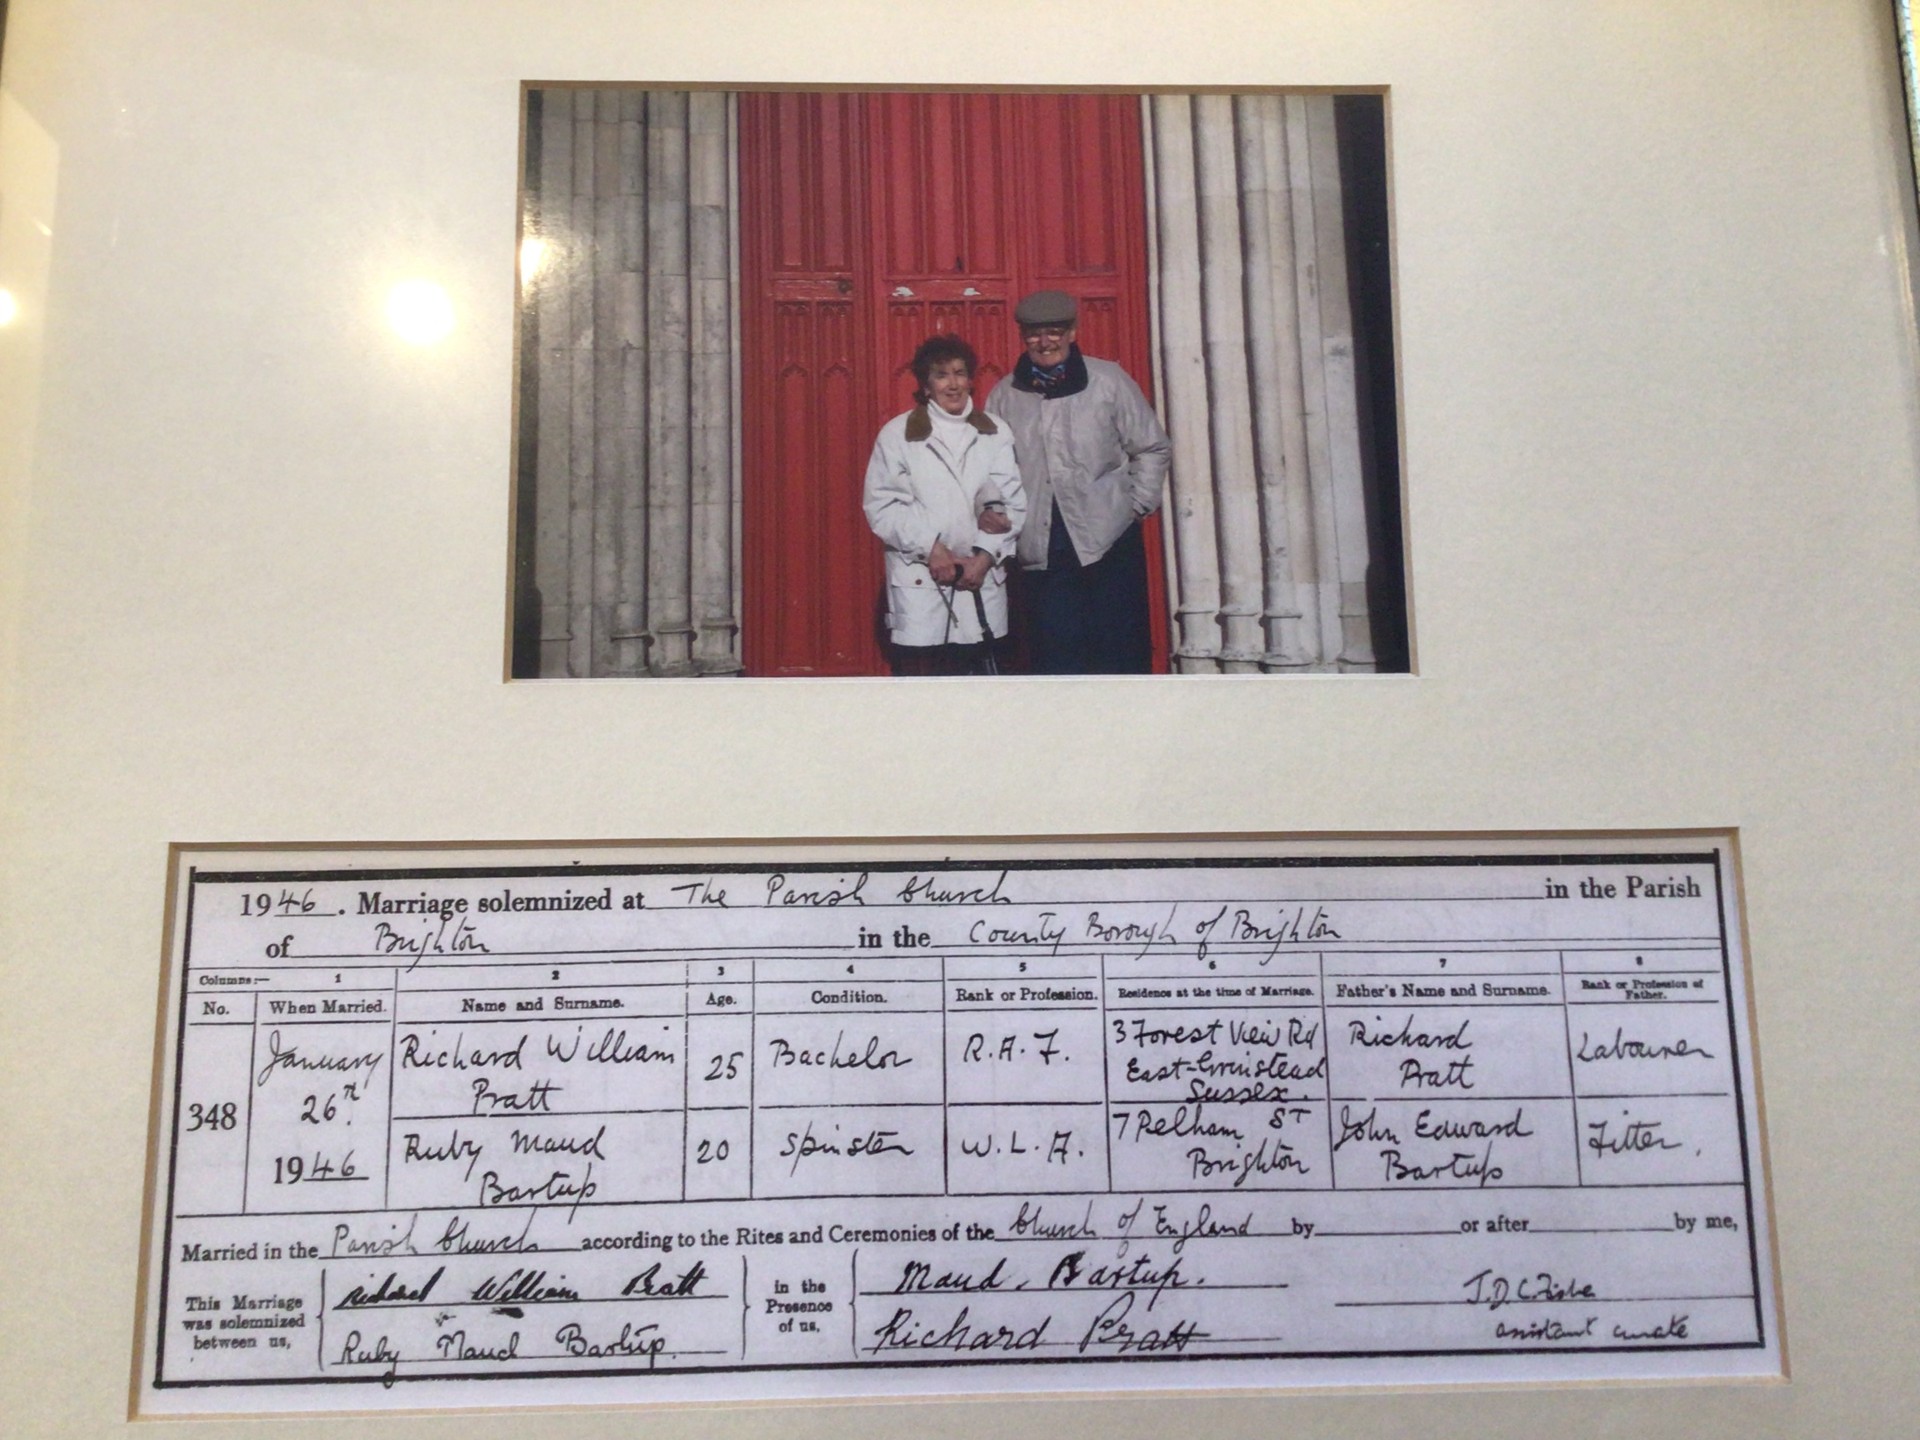 1946. Marriage solemnized at The Parish Church in the Parish
of Brighton in the County Borough of Brighton
Columns:— 1 2 3 4 5 6 7 8
No. When Married. Name and Surname. Age. Condition. Rank or Profession. Residence at the time of Marriage. Father's Name and Surname. Rank or Profession of Father.
348
January
26th
1946
Richard William
Pratt
25
Bachelor
R.A.F.
3 Forest View Rd
East-Grinstead
Sussex.
Richard
Pratt
Labourer
Ruby Maud
Bartup
20
Spinster
W.L.A.
7 Pelham ST
Brighton
John Edward
Bartup
Fitter.
Married in the Parish Church according to the Rites and Ceremonies of the Church of England by or after by me,
This Marriage
was solemnized
between us,
Richard William Pratt
Ruby Maud Bartup.
in the
Presence
of us,
Maud. Bartup.
Richard Pratt
J.D.C.
assistant curate